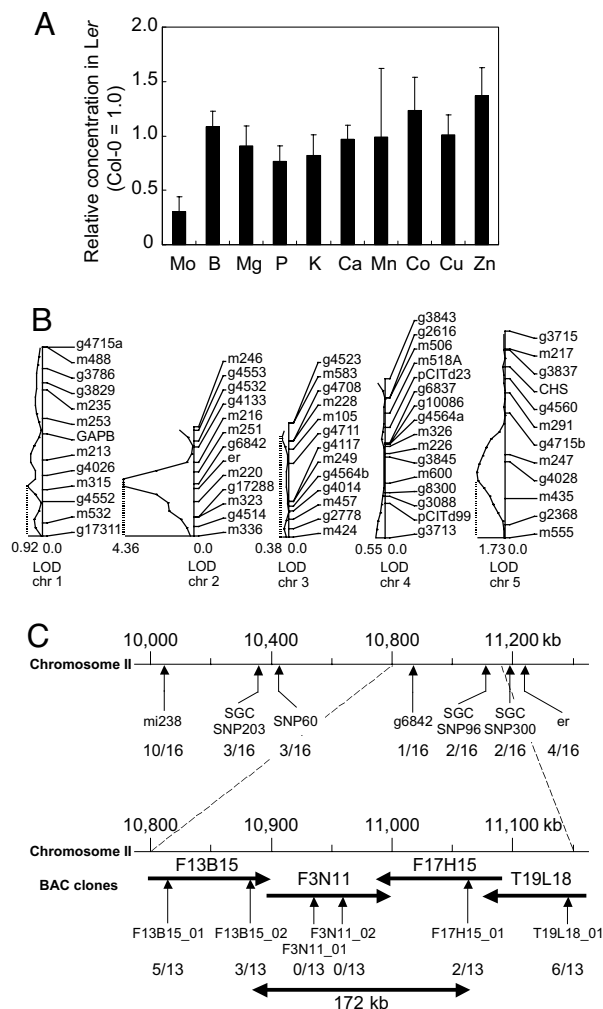 A
Relative concentration in Ler
(Col-0 = 1.0)
2.0
1.5
1.0
0.5
0
Mo B Mg P K Ca Mn Co Cu Zn
B
g4715a
m488
g3786
g3829
m235
m253
GAPB
m213
g4026
m315
g4552
m532
g17311
0.92 0.0
LOD
chr 1
m246
g4553
g4532
g4133
m216
m251
g6842
er
m220
g17288
m323
g4514
m336
4.36 0.0
LOD
chr 2
g4523
m583
g4708
m228
m105
g4711
g4117
m249
g4564b
g4014
m457
g2778
m424
0.38 0.0
LOD
chr 3
g3843
g2616
m506
m518A
pCITd23
g6837
g10086
g4564a
m326
m226
g3845
m600
g8300
g3088
pCITd99
g3713
0.55 0.0
LOD
chr 4
g3715
m217
g3837
CHS
g4560
m291
g4715b
m247
g4028
m435
g2368
m555
1.73 0.0
LOD
chr 5
C
10,000 10,400 10,800 11,200 kb
Chromosome II
mi238 SGC SNP60 g6842 SGC SGC er
SNP203 SNP96 SNP300
10/16 3/16 3/16 1/16 2/16 2/16 4/16
10,800 10,900 11,000 11,100 kb
Chromosome II
F13B15 F3N11 F17H15 T19L18
BAC clones
F13B15_01 F13B15_02 F3N11_02 F17H15_01 T19L18_01
F3N11_01
5/13 3/13 0/13 0/13 2/13 6/13
172 kb